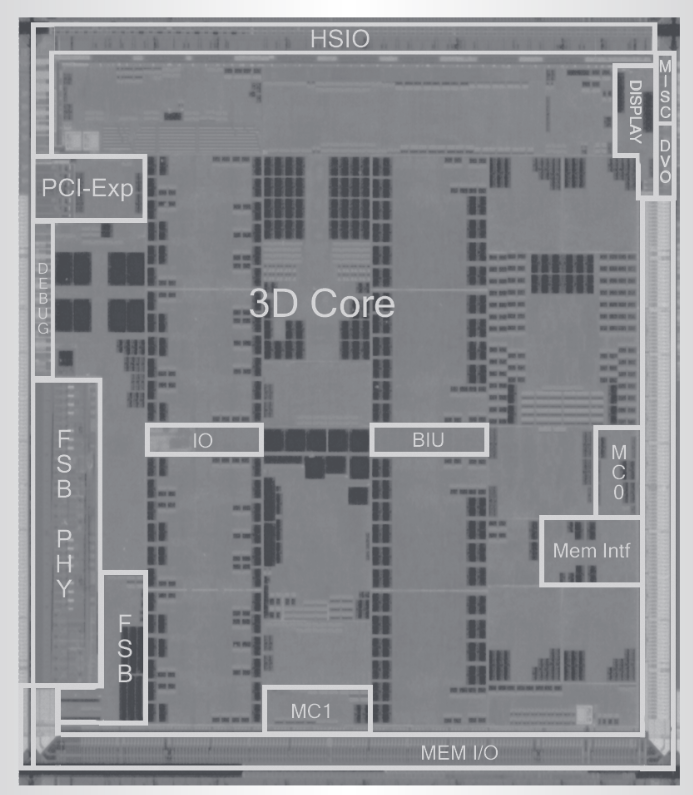 HSIO
MISC
DISPLAY
DVO
PCI-Exp
DEBUG
3D Core
FSB PHY
IO
BIU
MC0
Mem Intf
FSB
MC1
MEM I/O